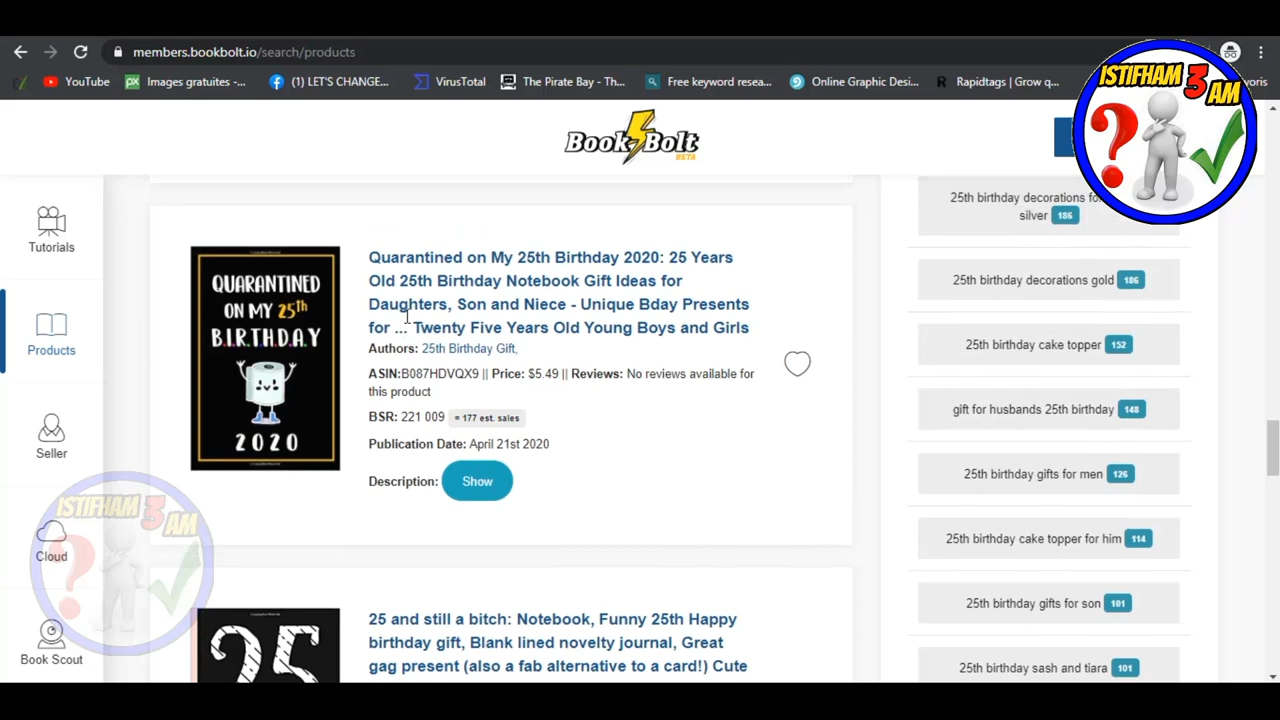 members.bookbolt.io/search/products
YouTube
Images gratuites -...
(1) LET'S CHANGE...
VirusTotal
The Pirate Bay - Th...
Free keyword resea...
Online Graphic Desi...
Rapidtags | Grow q...
oris
ISTIFHAM 3 AM
Book Bolt
BETA
Tutorials
Products
Seller
Cloud
Book Scout
ISTIFHAM 3 AM
QUARANTINED
ON MY 25th
B.I.R.T.H.D.A.Y
2020
Quarantined on My 25th Birthday 2020: 25 Years
Old 25th Birthday Notebook Gift Ideas for
Daughters, Son and Niece - Unique Bday Presents
for ... Twenty Five Years Old Young Boys and Girls
Authors: 25th Birthday Gift,
ASIN:B087HDVQX9 || Price: $5.49 || Reviews: No reviews available for
this product
BSR: 221 009 = 177 est. sales
Publication Date: April 21st 2020
Description: Show
25
25 and still a bitch: Notebook, Funny 25th Happy
birthday gift, Blank lined novelty journal, Great
gag present (also a fab alternative to a card!) Cute
25th birthday decorations fo
silver 186
25th birthday decorations gold 186
25th birthday cake topper 152
gift for husbands 25th birthday 148
25th birthday gifts for men 126
25th birthday cake topper for him 114
25th birthday gifts for son 101
25th birthday sash and tiara 101